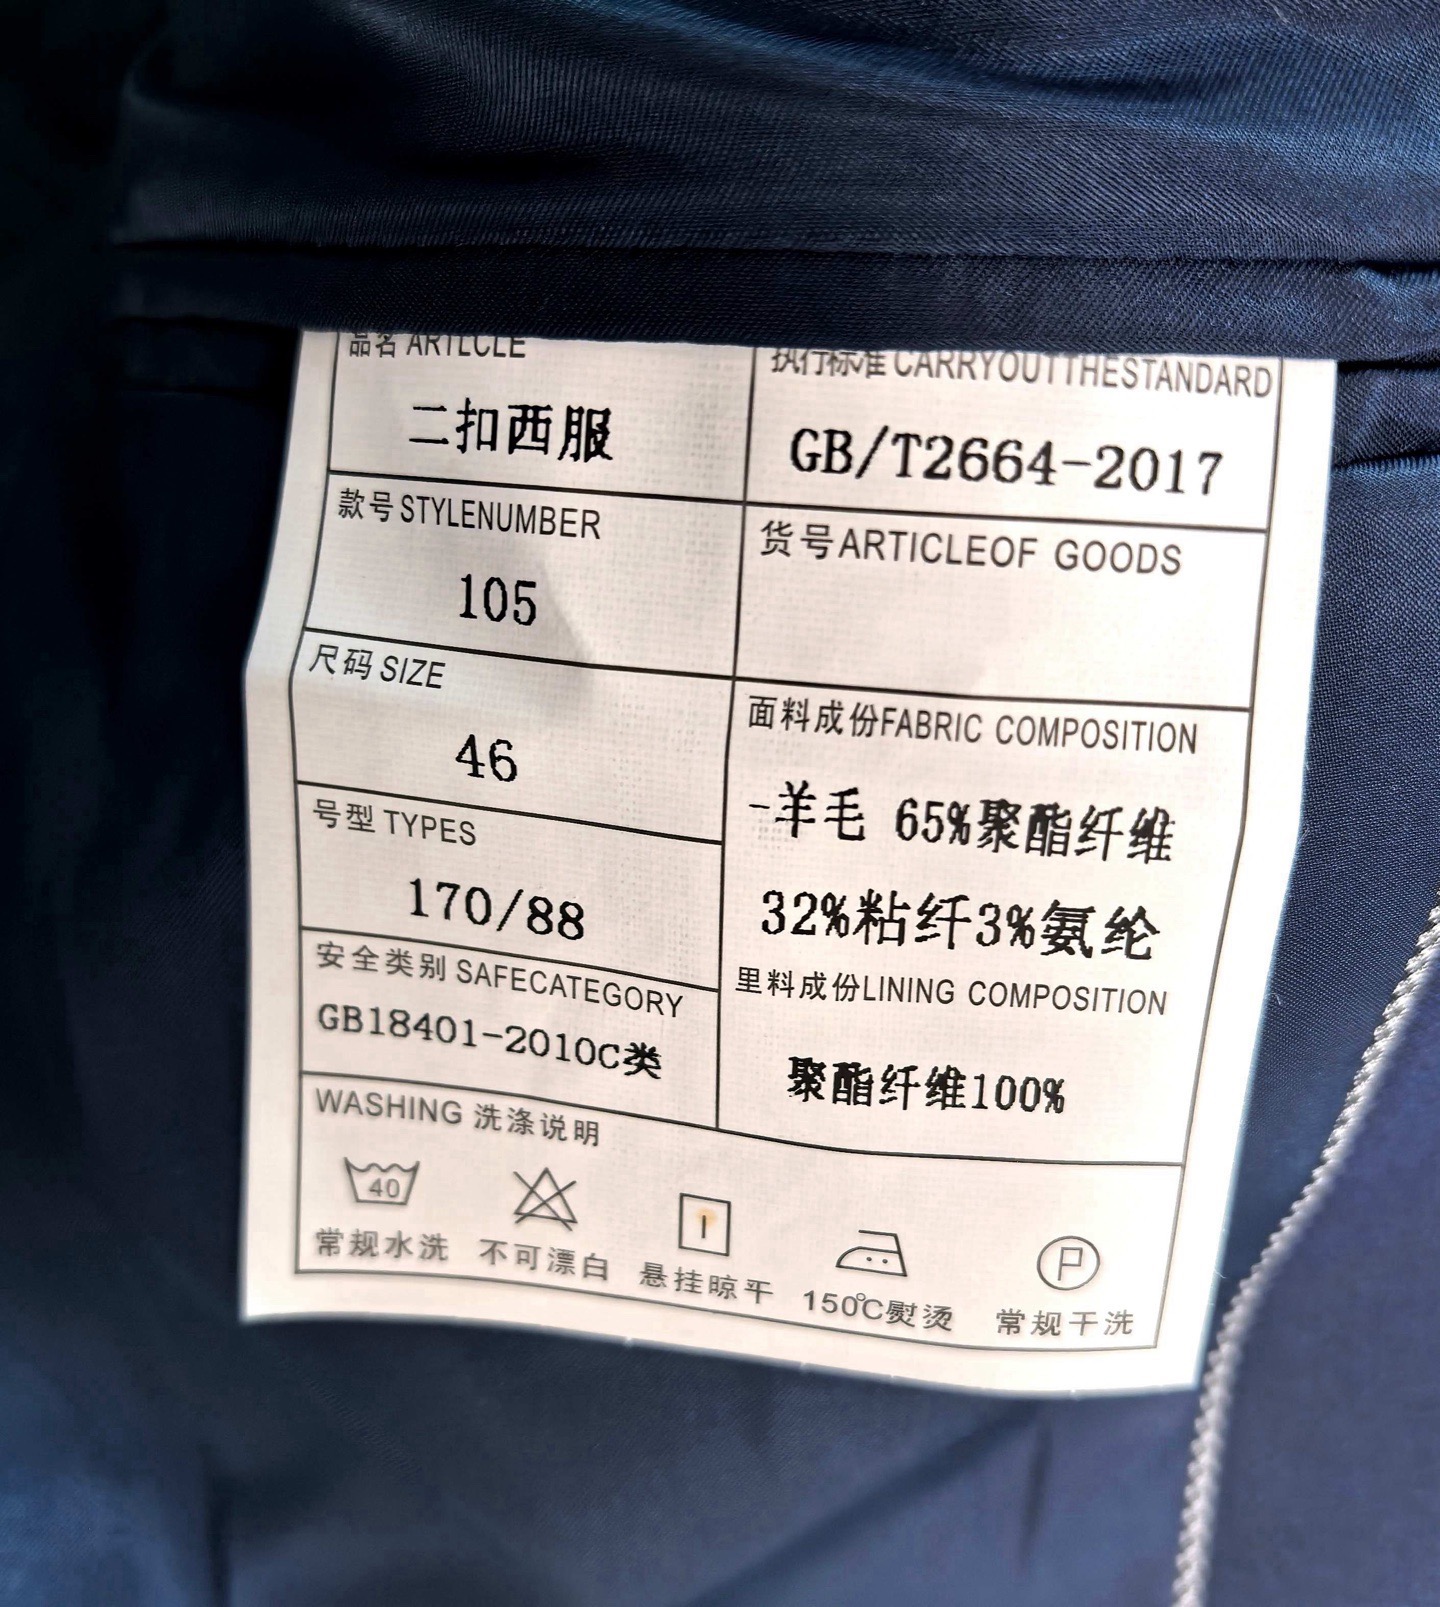 品名 ARTLCLE
二扣西服
执行标准 CARRYOUTTHESTANDARD
GB/T2664-2017
款号 STYLENUMBER
105
货号ARTICLEOF GOODS
尺码 SIZE
46
号型 TYPES
170/88
安全类别 SAFECATEGORY
GB18401-2010C类
面料成份FABRIC COMPOSITION
-羊毛 65%聚酯纤维
32%粘纤3%氨纶
里料成份LINING COMPOSITION
聚酯纤维100%
WASHING 洗涤说明
40
P
常规水洗 不可漂白 悬挂晾干 150℃熨烫 常规干洗